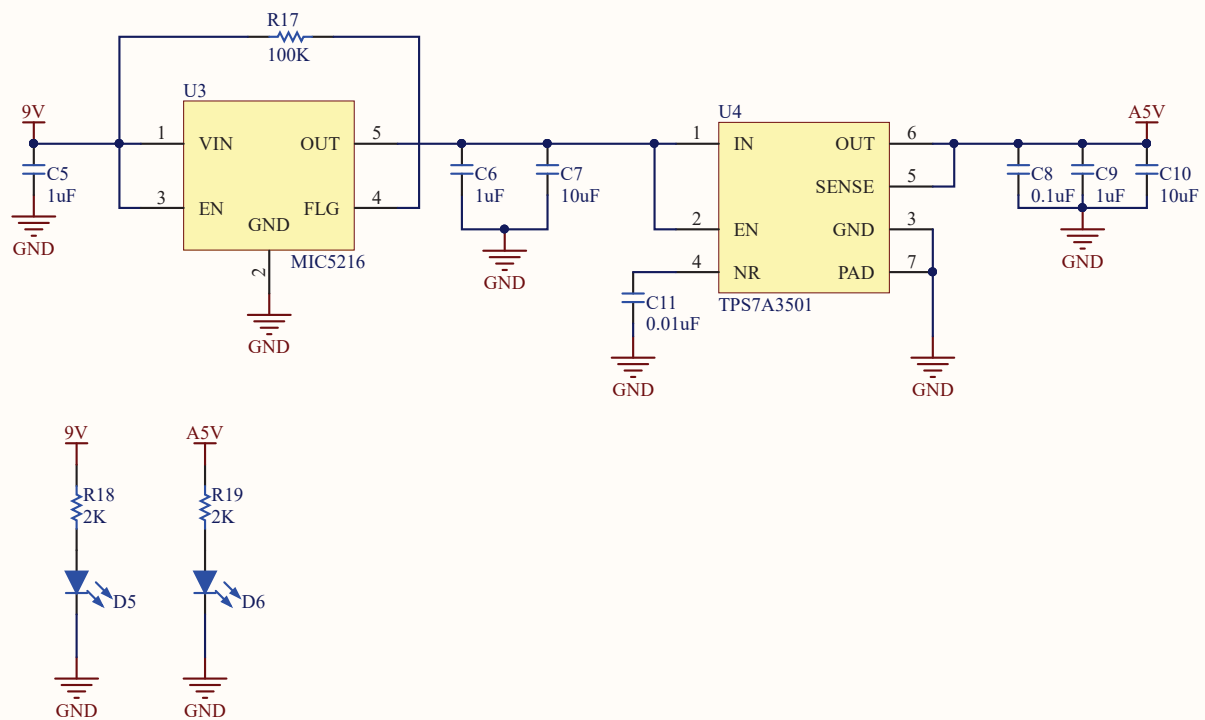 R17
100K
U3
9V
1
VIN
OUT
5
C5
1uF
3
EN
FLG
4
GND
2
MIC5216
GND
GND
C6
1uF
C7
10uF
GND
U4
1
IN
OUT
6
SENSE
5
2
EN
GND
3
4
NR
PAD
7
TPS7A3501
C11
0.01uF
GND
GND
A5V
C8
0.1uF
C9
1uF
C10
10uF
GND
9V
R18
2K
D5
GND
A5V
R19
2K
D6
GND